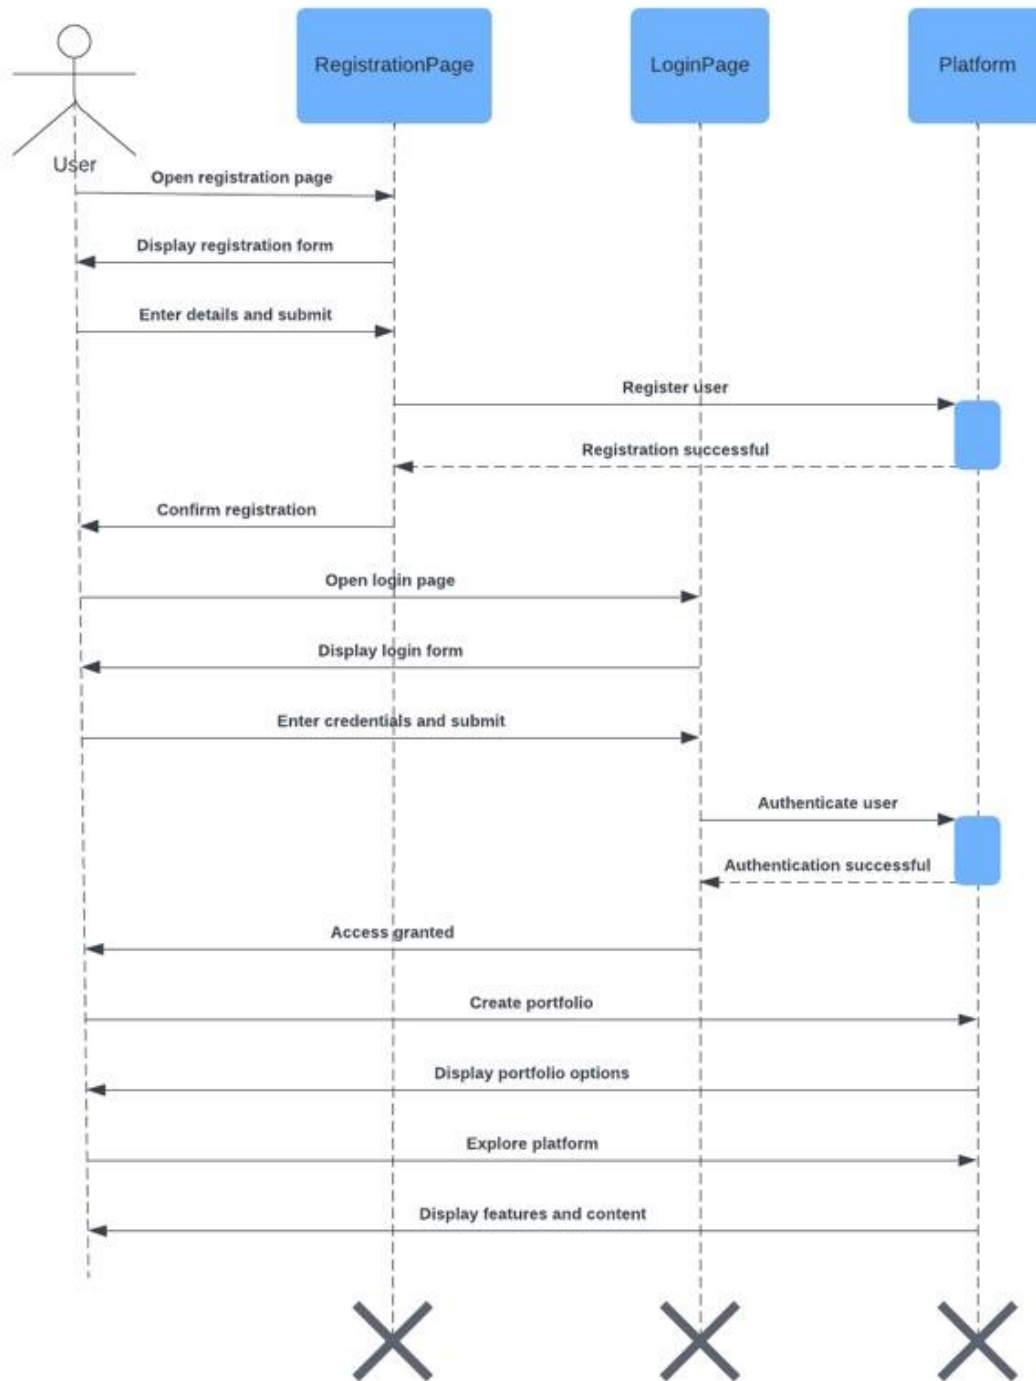 RegistrationPage
LoginPage
Platform
User
Open registration page
Display registration form
Enter details and submit
Register user
Registration successful
Confirm registration
Open login page
Display login form
Enter credentials and submit
Authenticate user
Authentication successful
Access granted
Create portfolio
Display portfolio options
Explore platform
Display features and content